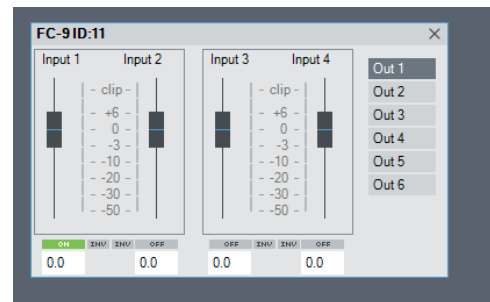 FC-9 ID:11
Input 1 Input 2 Input 3 Input 4
Out 1
- clip - - clip -
Out 2
- +6 - - +6 -
Out 3
- 0 - - 0 -
Out 4
- -3 - - -3 -
- -10 - - -10 -
Out 5
- -20 - - -20 -
Out 6
- -30 - - -30 -
- -50 - - -50 -
ON INV INV OFF OFF INV INV OFF
0.0 0.0 0.0 0.0